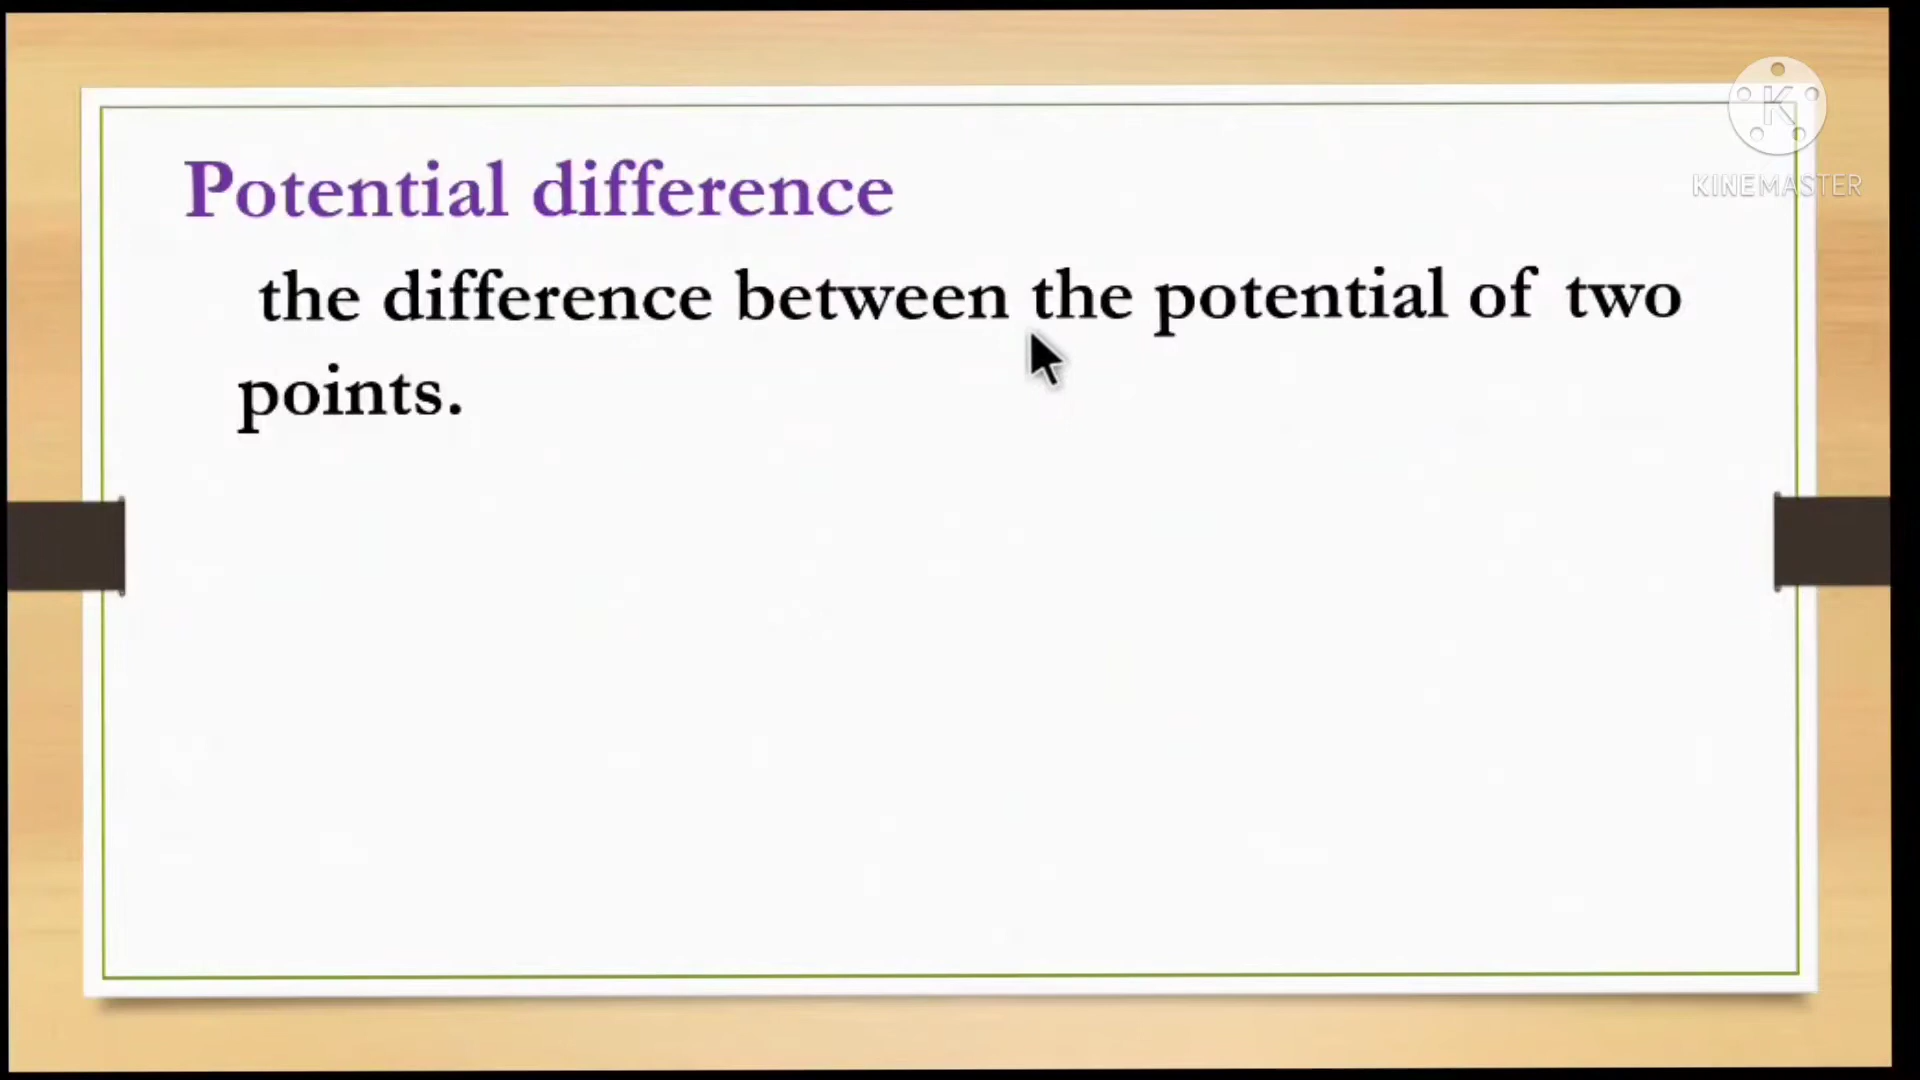 Potential difference
the difference between the potential of two
points.
K
KINEMASTER